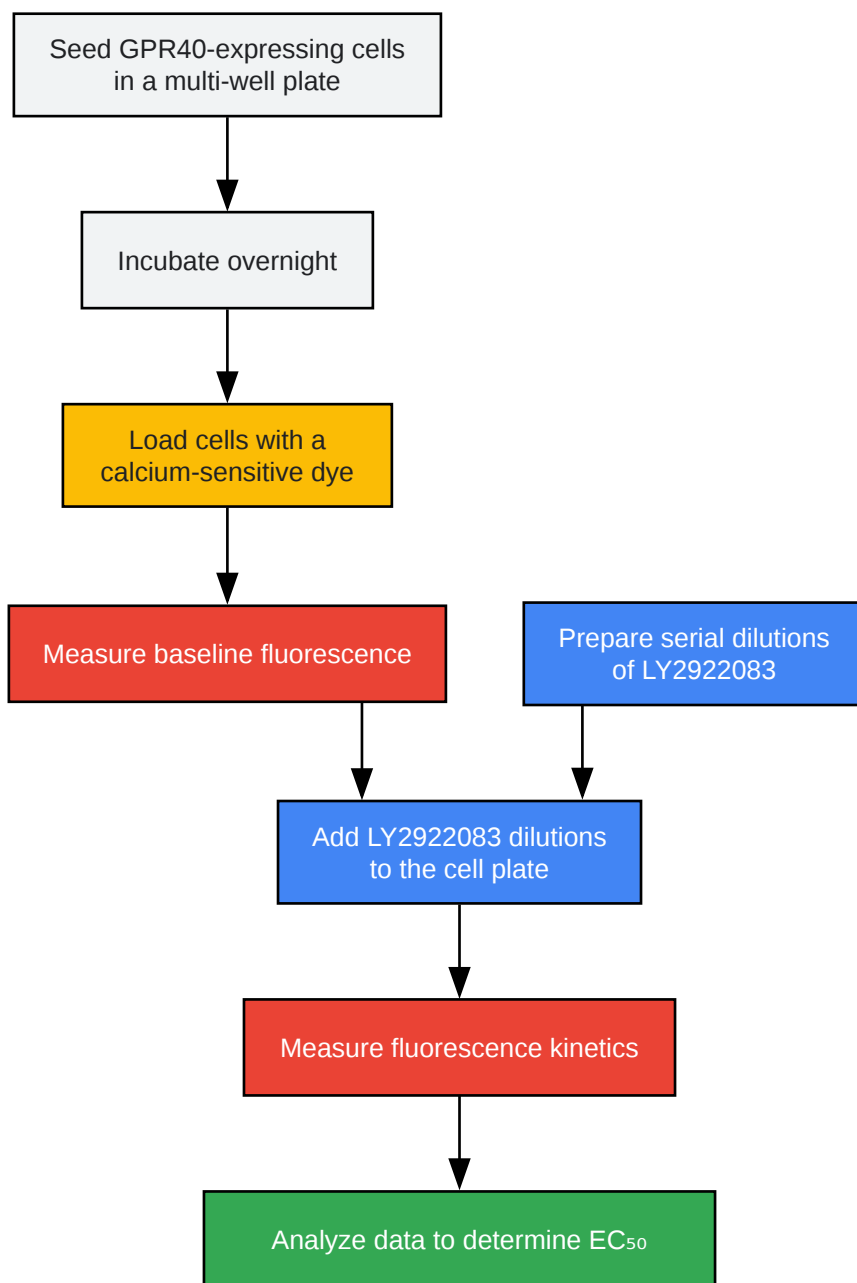 Seed GPR40-expressing cells
in a multi-well plate
Incubate overnight
Load cells with a
calcium-sensitive dye
Measure baseline fluorescence
Prepare serial dilutions
of LY2922083
Add LY2922083 dilutions
to the cell plate
Measure fluorescence kinetics
Analyze data to determine EC₅₀